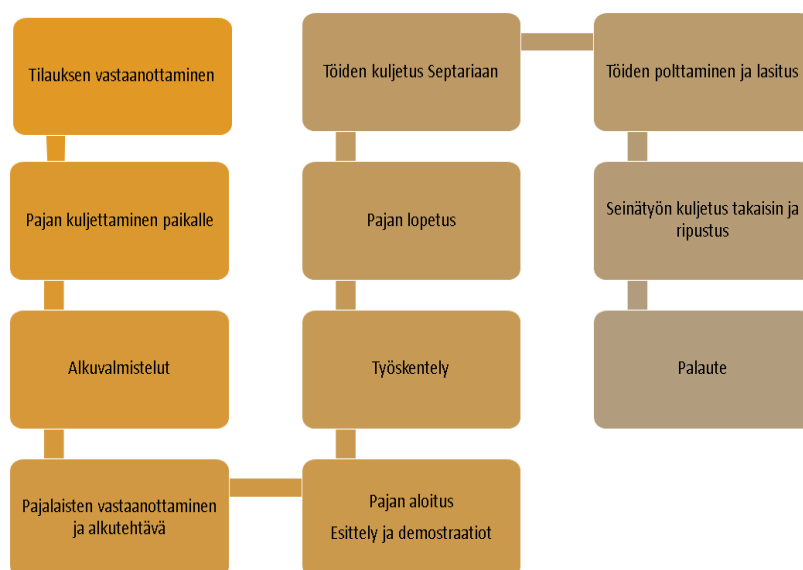 Tilauksen vastaanottaminen
Pajan kuljettaminen paikalle
Alkuvalmistelut
Pajalaisten vastaanottaminen
ja alkutehtävä
Pajan aloitus
Esittely ja demostraatiot
Työskentely
Pajan lopetus
Töiden kuljetus Septariaan
Töiden polttaminen ja lasitus
Seinätyön kuljetus takaisin ja
ripustus
Palaute